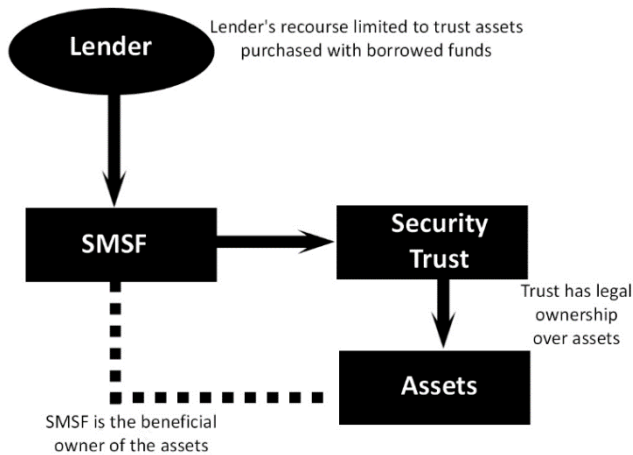 Lender
Lender's recourse limited to trust assets
purchased with borrowed funds
SMSF
Security
Trust
Trust has legal
ownership
over assets
Assets
SMSF is the beneficial
owner of the assets